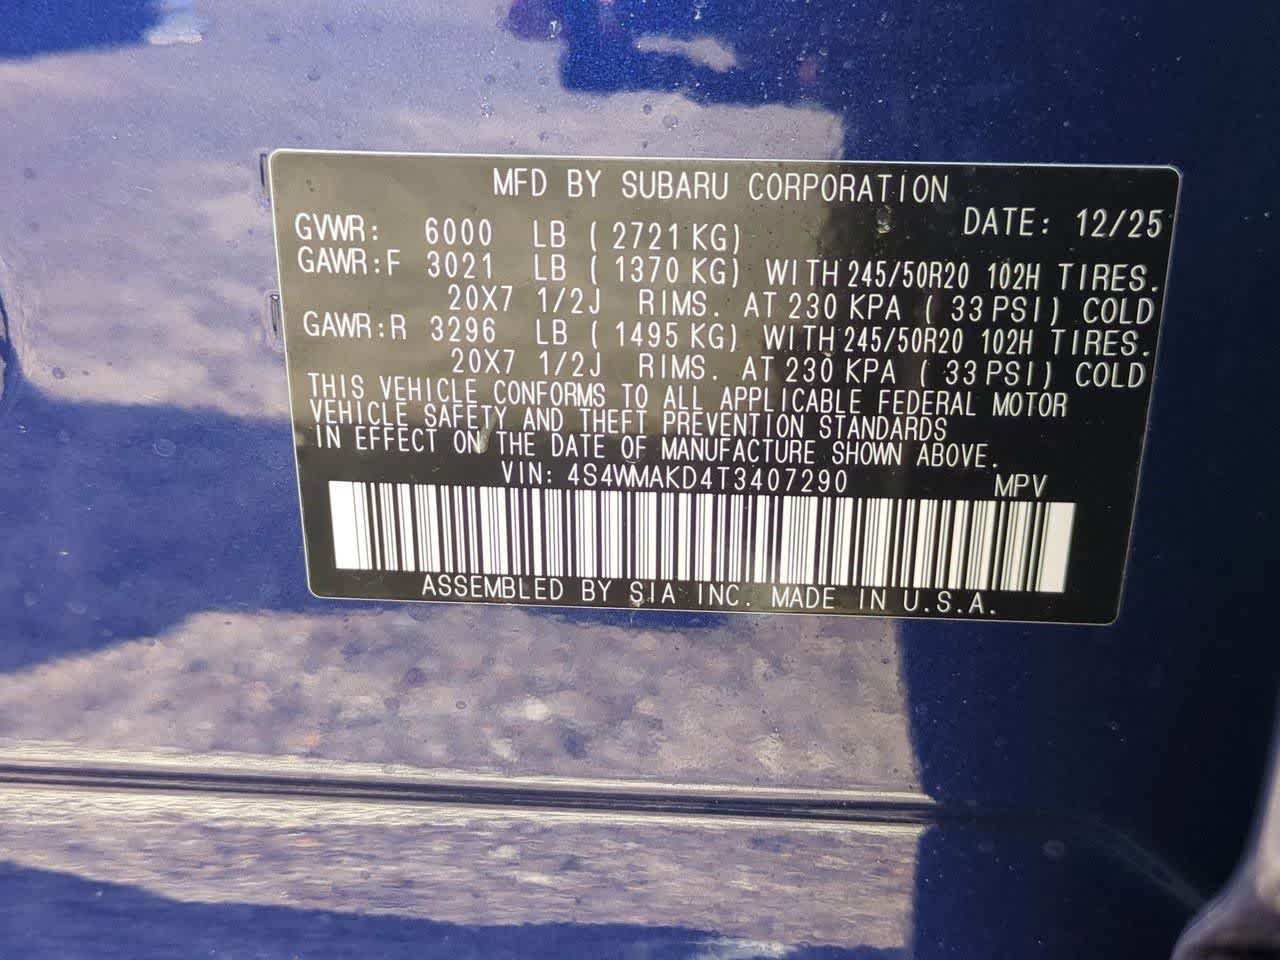 MFD BY SUBARU CORPORATION
DATE: 12/25
GVWR: 6000 LB ( 2721 KG)
GAWR:F 3021 LB ( 1370 KG) WITH 245/50R20 102H TIRES.
20X7 1/2J RIMS. AT 230 KPA ( 33 PSI) COLD
GAWR:R 3296 LB ( 1495 KG) WITH 245/50R20 102H TIRES.
20X7 1/2J RIMS. AT 230 KPA ( 33 PSI) COLD
THIS VEHICLE CONFORMS TO ALL APPLICABLE FEDERAL MOTOR
VEHICLE SAFETY AND THEFT PREVENTION STANDARDS
IN EFFECT ON THE DATE OF MANUFACTURE SHOWN ABOVE.
VIN: 4S4WMAKD4T3407290 MPV
ASSEMBLED BY SIA INC. MADE IN U.S.A.